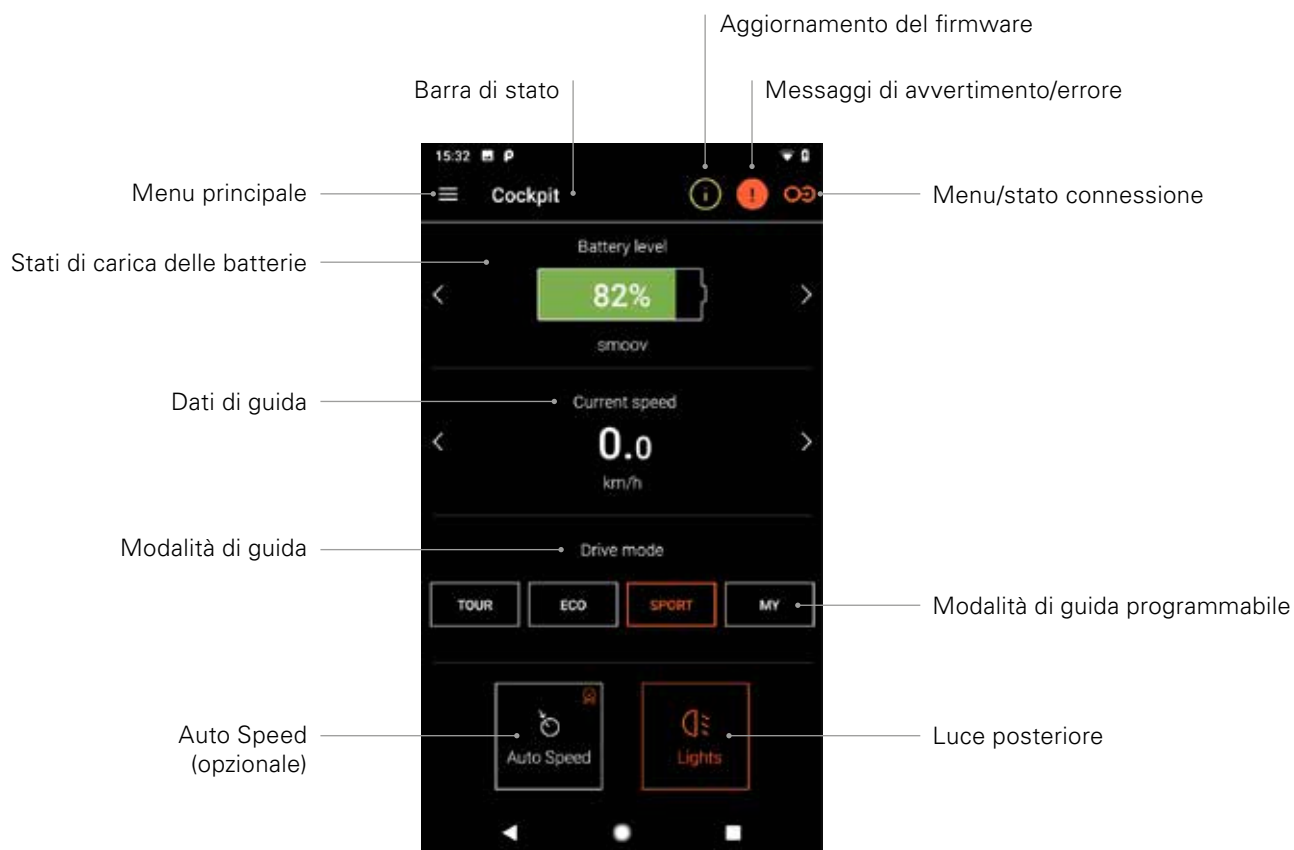 Aggiornamento del firmware
Barra di stato
Messaggi di avvertimento/errore
15:32
Menu principale
Cockpit
Menu/stato connessione
Stati di carica delle batterie
Battery level
82%
smoov
Dati di guida
Current speed
0.0
km/h
Modalità di guida
Drive mode
TOUR
ECO
SPORT
MY
Modalità di guida programmabile
Auto Speed
(opzionale)
Auto Speed
Lights
Luce posteriore